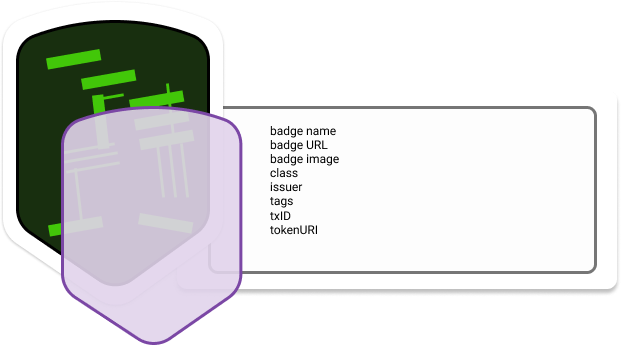 badge name
badge URL
badge image
class
issuer
tags
txID
tokenURI